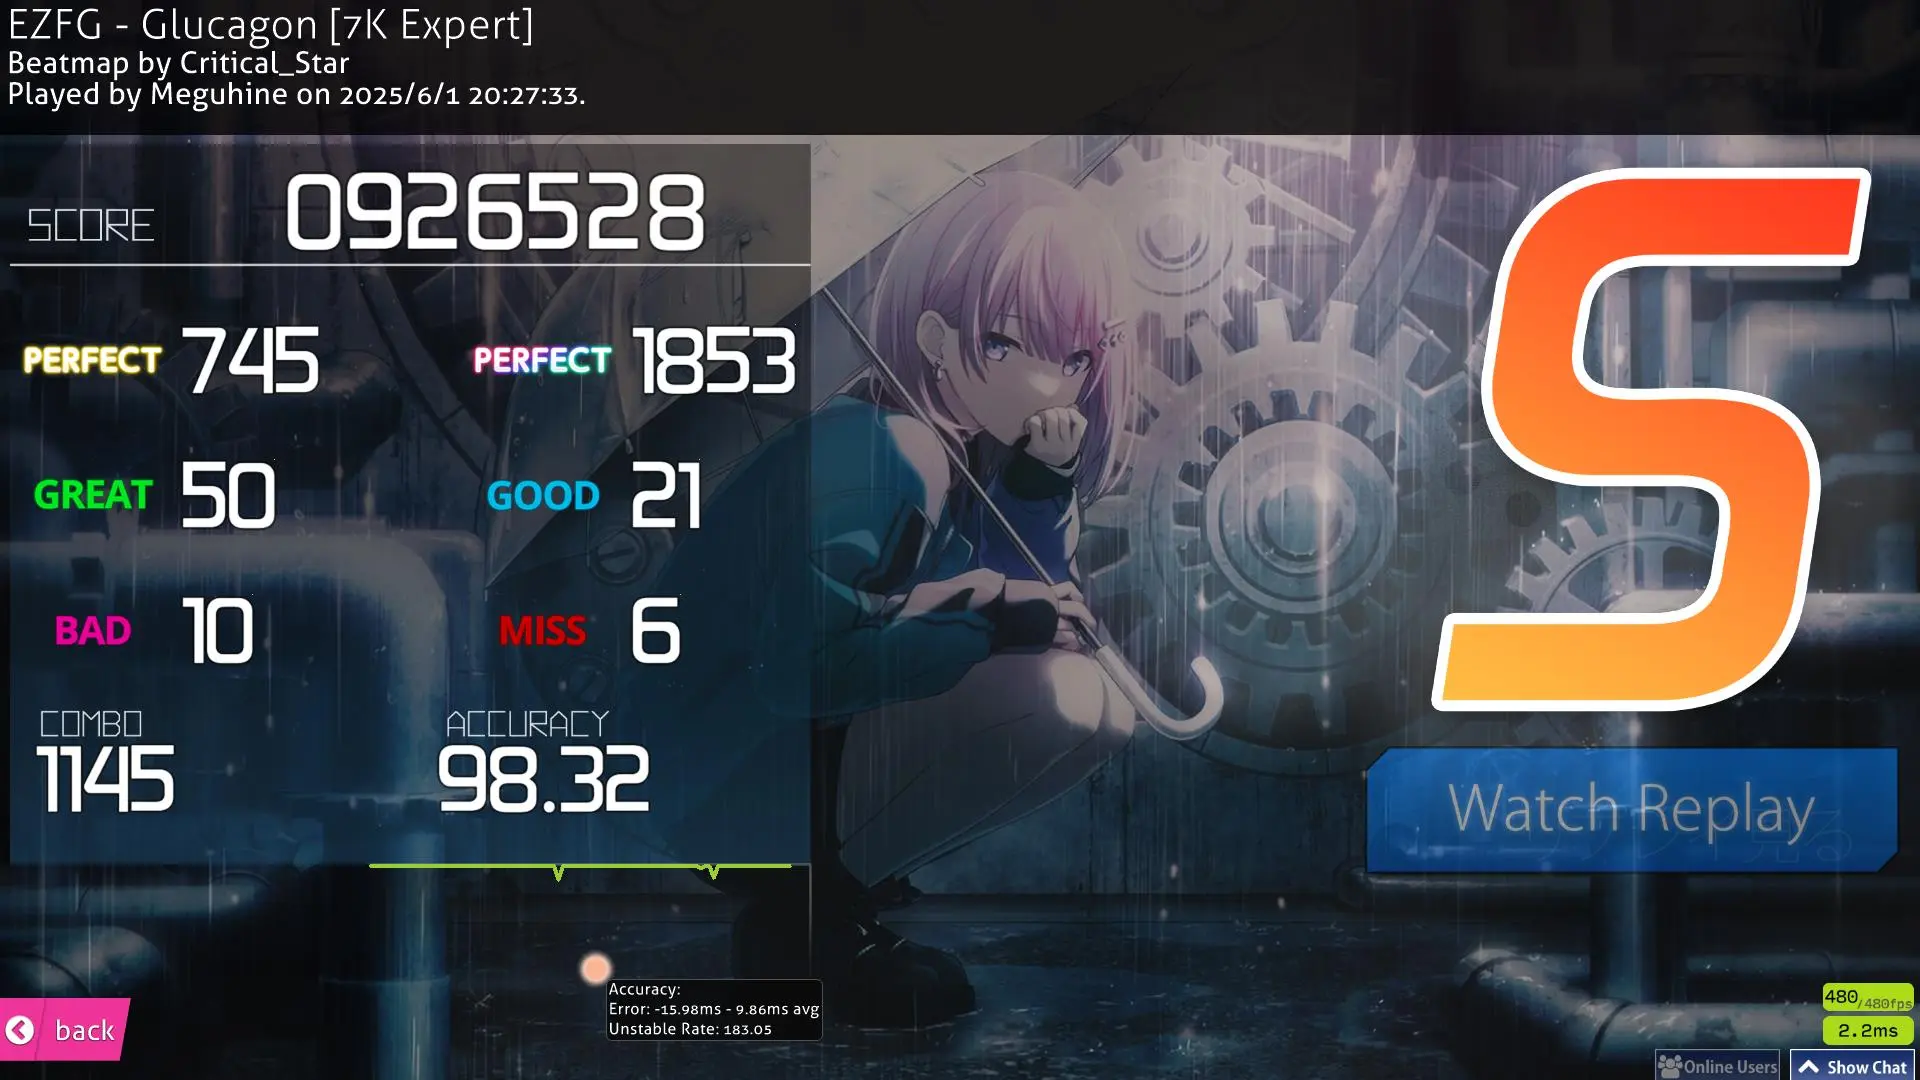 EZFG - Glucagon [7K Expert]
Beatmap by Critical_Star
Played by Meguhine on 2025/6/1 20:27:33.
SCORE 0926528
PERFECT 745 PERFECT 1853
GREAT 50 GOOD 21
BAD 10 MISS 6
COMBO ACCURACY
1145 98.32
S
Watch Replay
Accuracy:
Error: -15.98ms - 9.86ms avg
Unstable Rate: 183.05
back
480/480fps
2.2ms
Online Users Show Chat